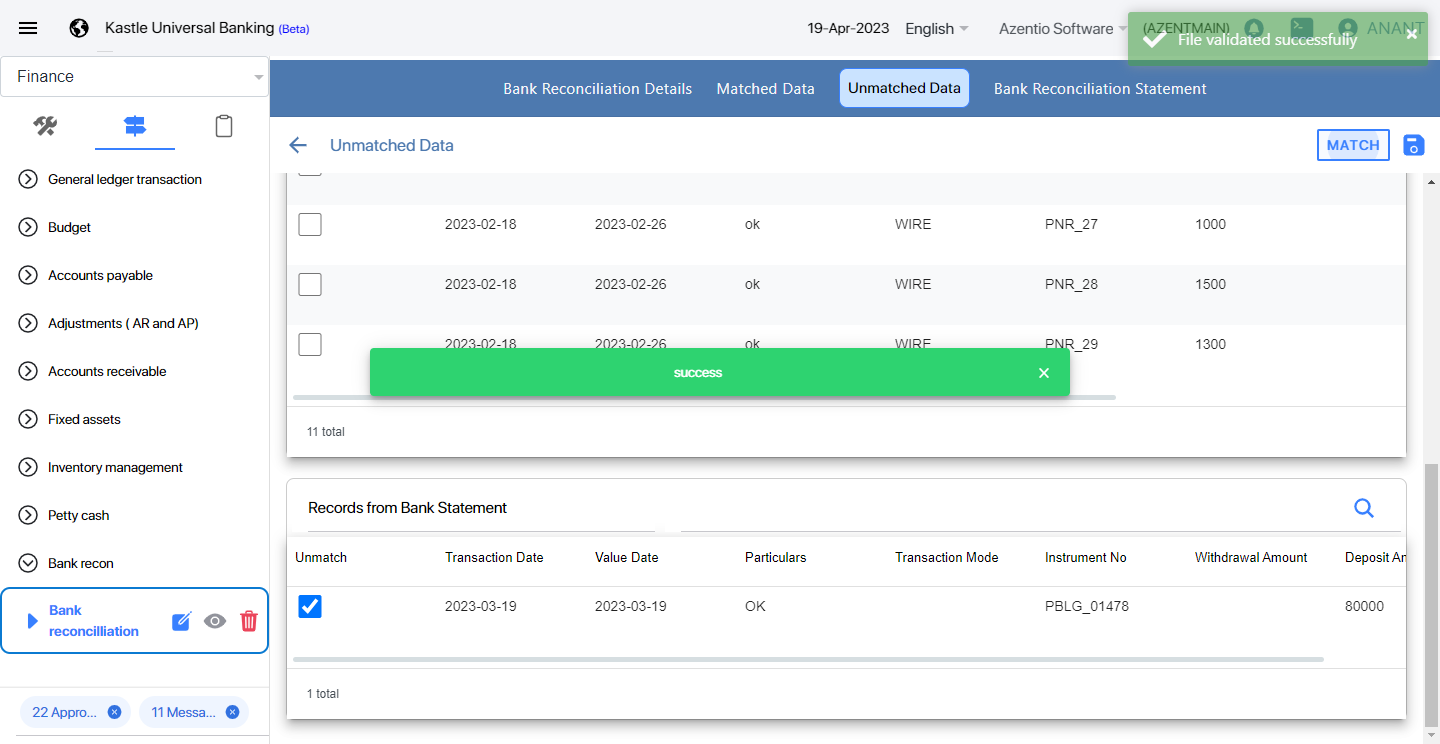 Kastle Universal Banking (Beta)
19-Apr-2023
English
Azentio Software
(AZENTMAIN)
ANANT
File validated successfully
Finance
Bank Reconciliation Details
Matched Data
Unmatched Data
Bank Reconciliation Statement
Unmatched Data
MATCH
General ledger transaction
Budget
Accounts payable
Adjustments ( AR and AP)
Accounts receivable
Fixed assets
Inventory management
Petty cash
Bank recon
Bank
reconcilliation
22 Appro...
11 Messa...
2023-02-18 2023-02-26 ok WIRE PNR_27 1000
2023-02-18 2023-02-26 ok WIRE PNR_28 1500
2023-02-18 2023-02-26 ok WIRE PNR_29 1300
success
11 total
Records from Bank Statement
Unmatch Transaction Date Value Date Particulars Transaction Mode Instrument No Withdrawal Amount Deposit An
2023-03-19 2023-03-19 OK PBLG_01478 80000
1 total